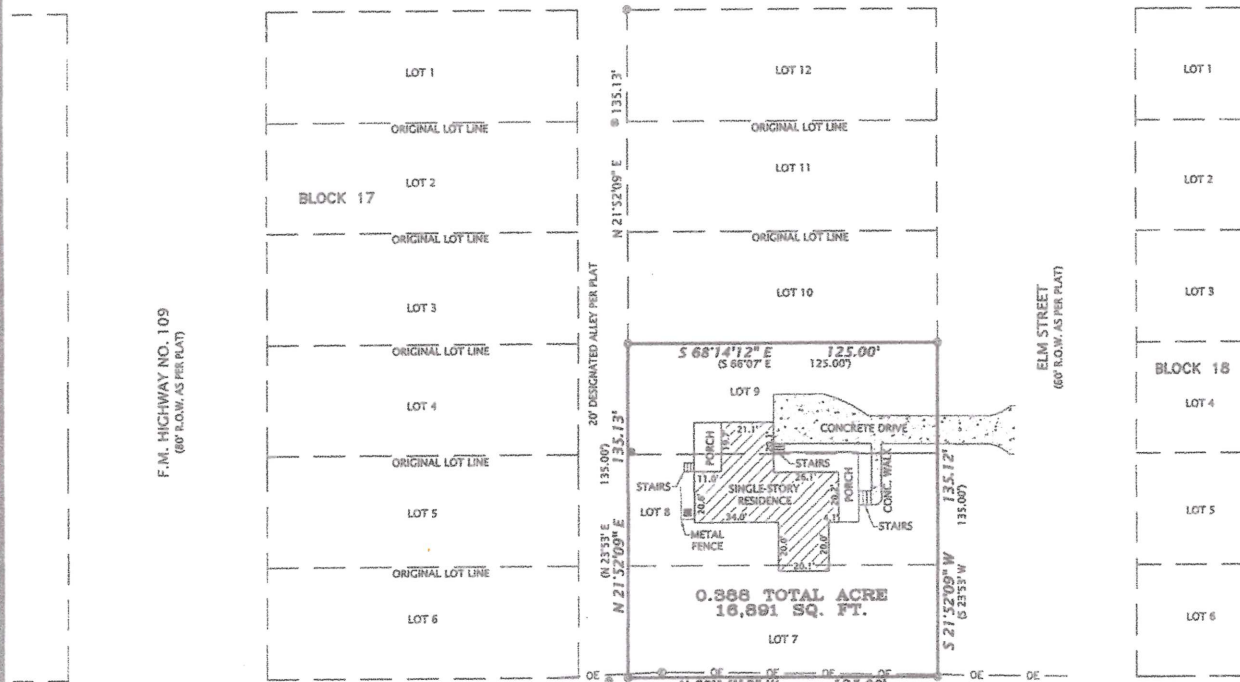 F.M. HIGHWAY NO. 109
(80' R.O.W. AS PER PLAT)
LOT 1
ORIGINAL LOT LINE
BLOCK 17
LOT 2
ORIGINAL LOT LINE
LOT 3
ORIGINAL LOT LINE
LOT 4
ORIGINAL LOT LINE
LOT 5
ORIGINAL LOT LINE
LOT 6
20' DESIGNATED ALLEY PER PLAT
N 21°52'09" E
135.13'
LOT 12
ORIGINAL LOT LINE
LOT 11
ORIGINAL LOT LINE
LOT 10
S 68°14'12" E 125.00'
(S 66°07' E 125.00')
LOT 9
CONCRETE DRIVE
21.1'
19.7'
PORCH
STAIRS
STAIRS
11.0'
26.1'
SINGLE-STORY
RESIDENCE
PORCH
CONC. WALK
20.6'
LOT 8
34.0'
STAIRS
METAL
FENCE
20.0'
20.0'
20.1'
N 21°52'09" E 135.13'
(N 23°53' E 135.00')
S 21°52'09" W 135.12'
(S 23°53' W 135.00')
0.388 TOTAL ACRE
16,891 SQ. FT.
LOT 7
OE OE OE OE OE OE OE
ELM STREET
(60' R.O.W. AS PER PLAT)
LOT 1
LOT 2
LOT 3
BLOCK 18
LOT 4
LOT 5
LOT 6